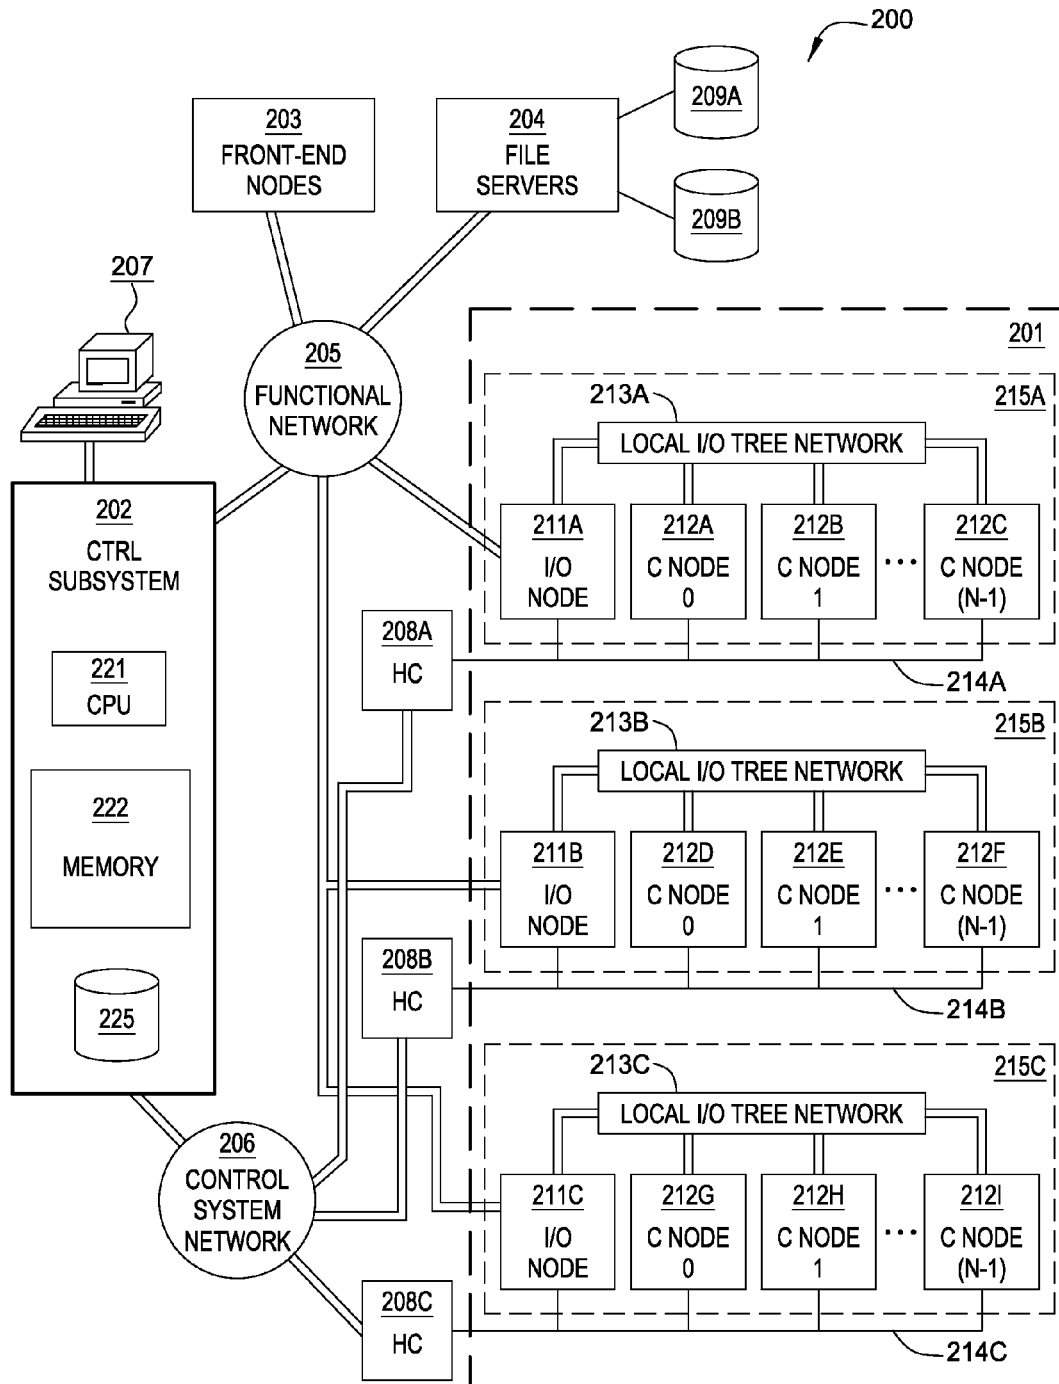 200
203
FRONT-END
NODES
204
FILE
SERVERS
209A
209B
207
205
FUNCTIONAL
NETWORK
201
215A
213A
LOCAL I/O TREE NETWORK
211A
I/O
NODE
212A
C NODE
0
212B
C NODE
1
...
212C
C NODE
(N-1)
214A
202
CTRL
SUBSYSTEM
221
CPU
222
MEMORY
225
208A
HC
215B
213B
LOCAL I/O TREE NETWORK
211B
I/O
NODE
212D
C NODE
0
212E
C NODE
1
...
212F
C NODE
(N-1)
214B
208B
HC
215C
213C
LOCAL I/O TREE NETWORK
211C
I/O
NODE
212G
C NODE
0
212H
C NODE
1
...
212I
C NODE
(N-1)
214C
206
CONTROL
SYSTEM
NETWORK
208C
HC